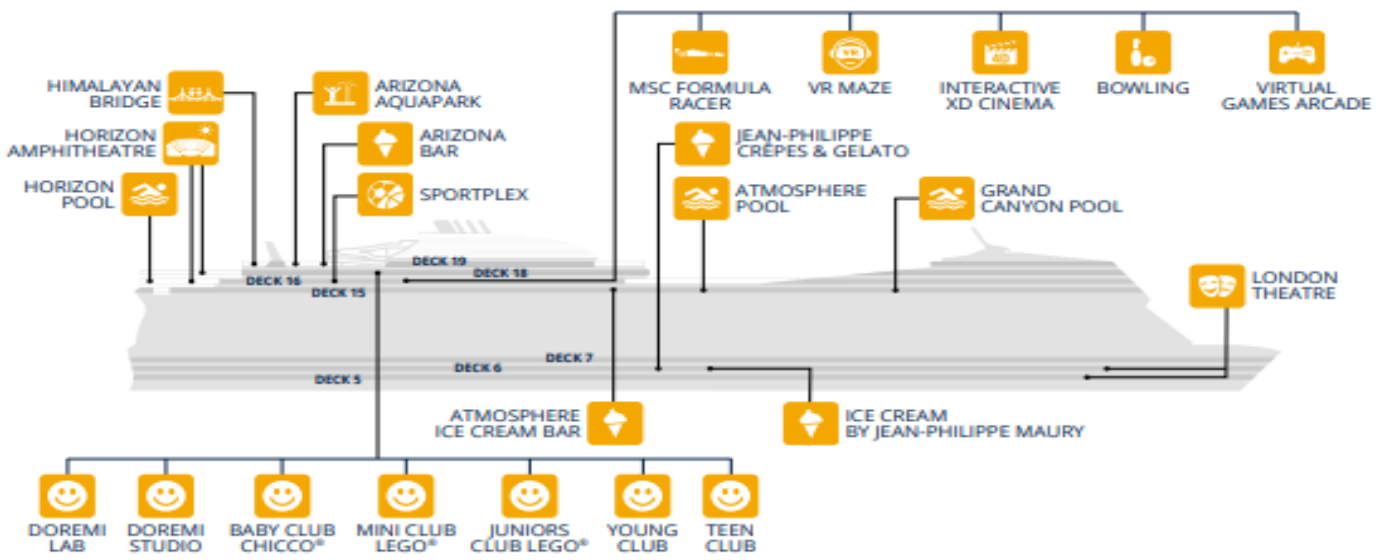 MSC FORMULA
RACER
VR MAZE
INTERACTIVE
XD CINEMA
BOWLING
VIRTUAL
GAMES ARCADE
HIMALAYAN
BRIDGE
ARIZONA
AQUAPARK
HORIZON
AMPHITHEATRE
ARIZONA
BAR
JEAN-PHILIPPE
CRÊPES & GELATO
HORIZON
POOL
SPORTPLEX
ATMOSPHERE
POOL
GRAND
CANYON POOL
DECK 19
DECK 18
DECK 16
DECK 15
LONDON
THEATRE
DECK 7
DECK 6
DECK 5
ATMOSPHERE
ICE CREAM BAR
ICE CREAM
BY JEAN-PHILIPPE MAURY
DOREMI
LAB
DOREMI
STUDIO
BABY CLUB
CHICCO®
MINI CLUB
LEGO®
JUNIORS
CLUB LEGO®
YOUNG
CLUB
TEEN
CLUB
VR